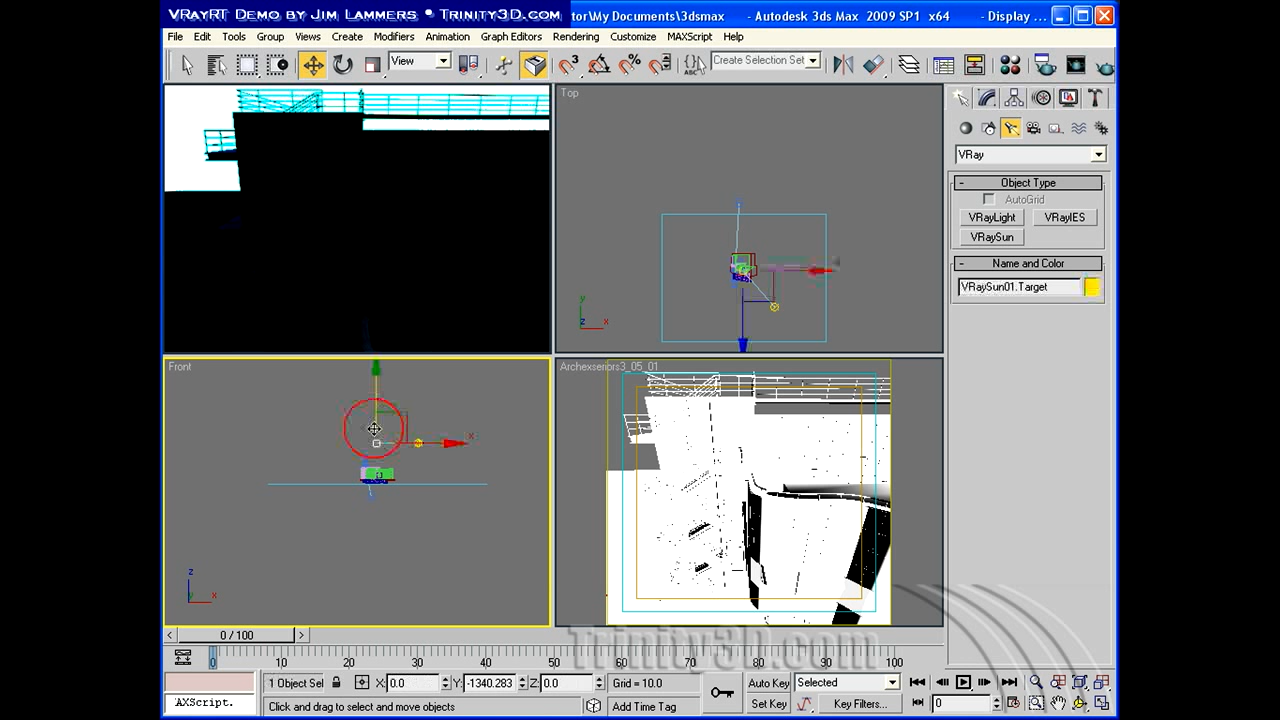 VRayRT Demo by Jim Lammers • Trinity3D.com
tor/My Documents\3dsmax - Autodesk 3ds Max 2009 SP1 x64 - Display ...
File Edit Tools Group Views Create Modifiers Animation Graph Editors Rendering Customize MAXScript Help
View
Create Selection Set
Top
VRay
- Object Type
AutoGrid
VRayLight VRayIES
VRaySun
- Name and Color
VRaySun01.Target
x
y
z x
Front
Archexseriors3_05_01
x
z
x
Trinity3D.com
< 0 / 100 >
0 10 20 30 40 50 60 70 80 90 100
1 Object Sel X: 0.0 Y: -1340.283 Z: 0.0 Grid = 10.0 Auto Key Selected
AXScript. Click and drag to select and move objects Add Time Tag Set Key Key Filters... 0